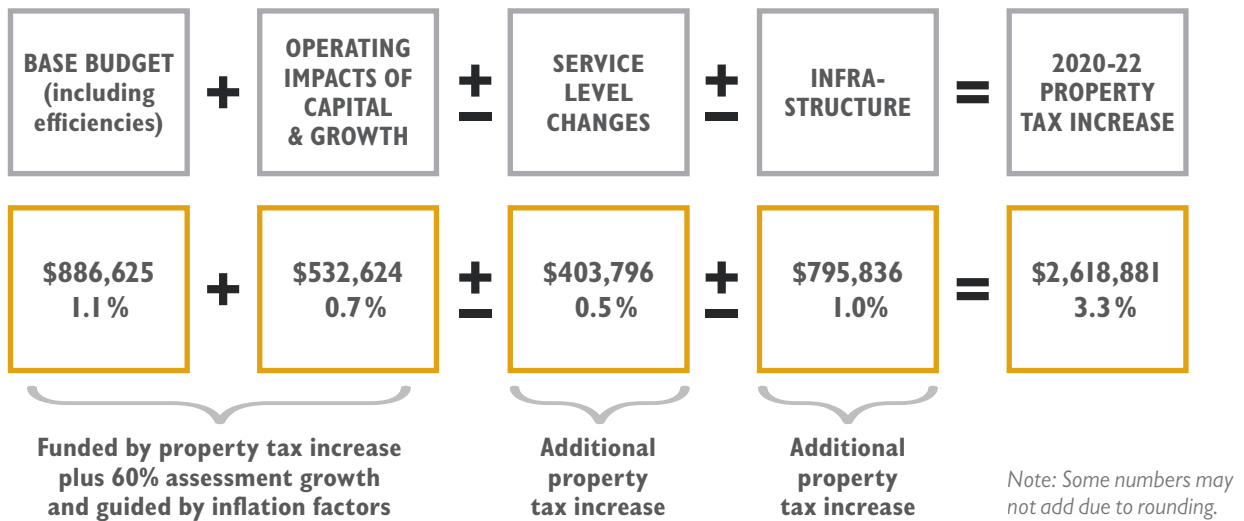 BASE BUDGET
(including
efficiencies)
+
OPERATING
IMPACTS OF
CAPITAL
& GROWTH
±
SERVICE
LEVEL
CHANGES
±
INFRA-
STRUCTURE
=
2020-22
PROPERTY
TAX INCREASE
$886,625
1.1%
+
$532,624
0.7%
±
$403,796
0.5%
±
$795,836
1.0%
=
$2,618,881
3.3%
Funded by property tax increase
plus 60% assessment growth
and guided by inflation factors
Additional
property
tax increase
Additional
property
tax increase
Note: Some numbers may
not add due to rounding.